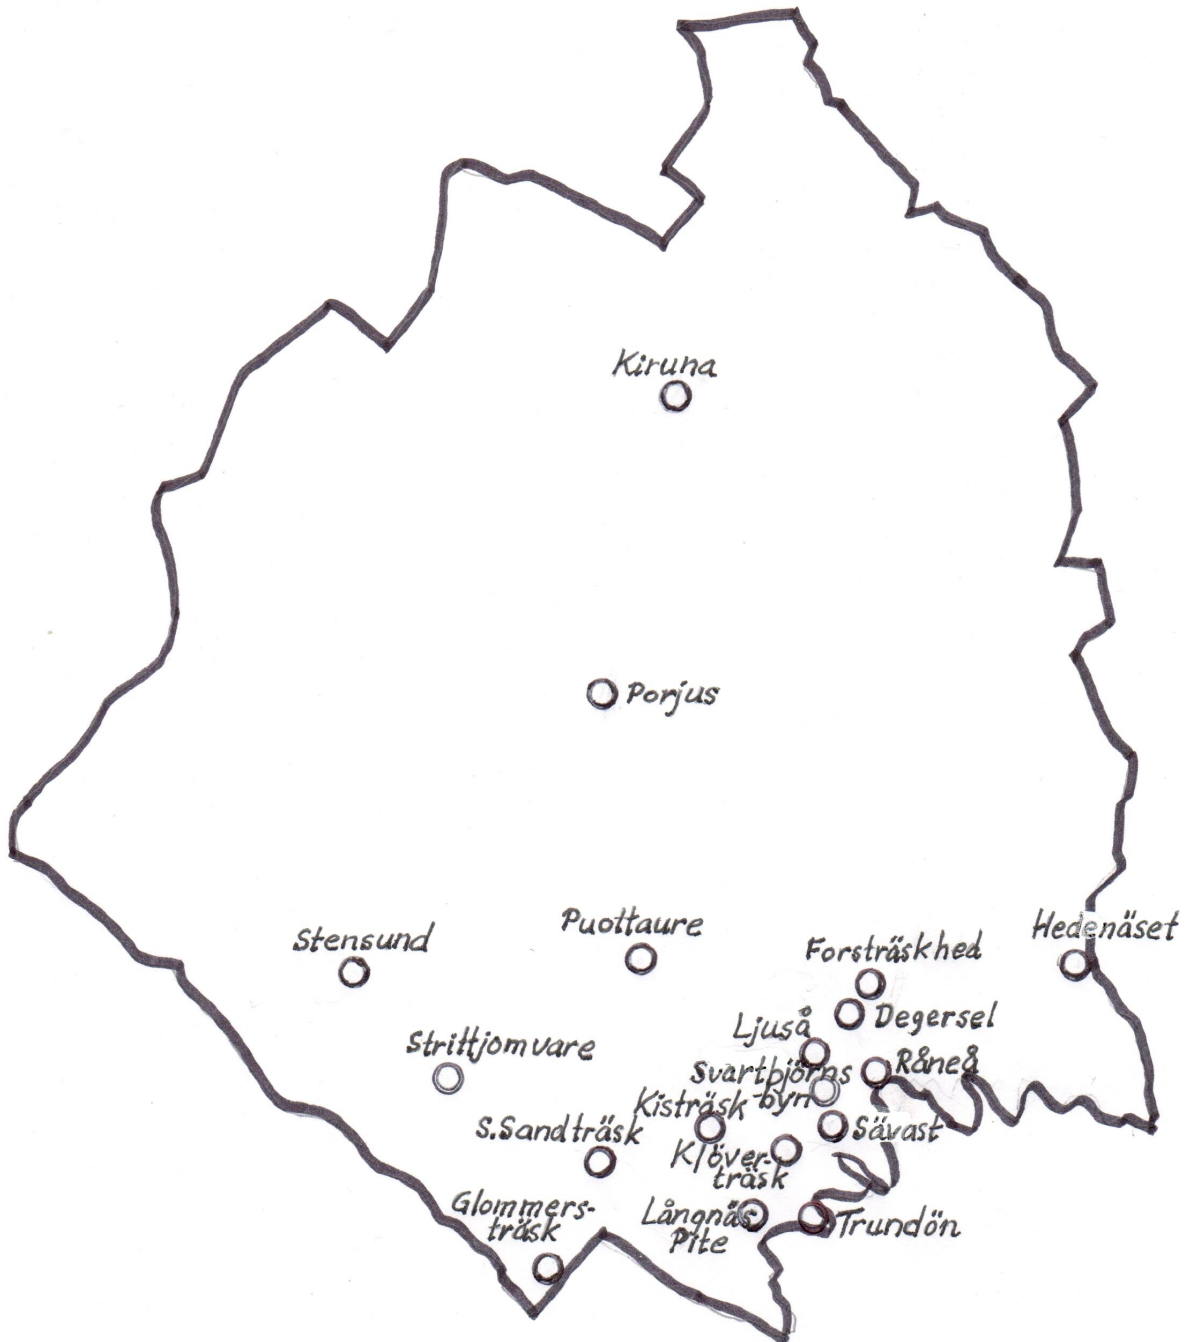 Kiruna
Porjus
Puottaure
Hedenäset
Stensund
Forsträskhed
Degersel
Ljuså
Strittjomvare
Råneå
Svartbjörns
-byn
Kisträsk
S.Sandträsk
Sävast
Klöver-
träsk
Glommers-
träsk
Långnäs
Pite
Trundön